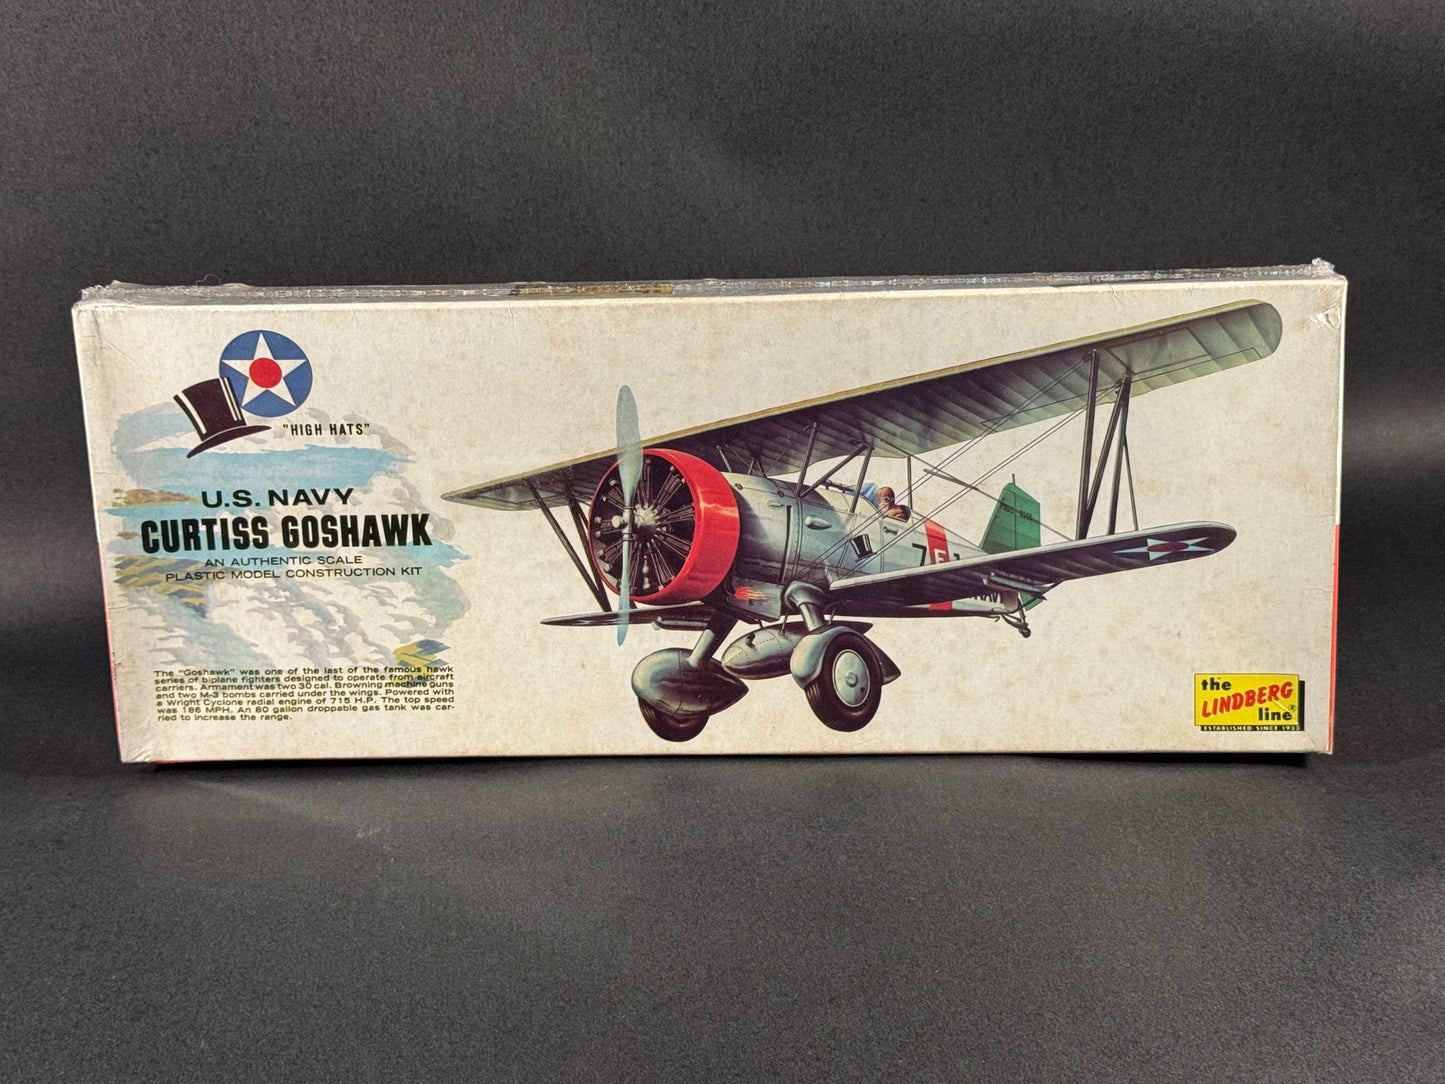 "HIGH HATS"
U.S. NAVY
CURTISS GOSHAWK
AN AUTHENTIC SCALE
PLASTIC MODEL CONSTRUCTION KIT
The "Goshawk" was one of the last of the famous hawk
series of biplane fighters designed to operate from aircraft
carriers. Armament was two 30 cal. Browning machine guns
and two M-3 bombs carried under the wings. Powered with
a Wright Cyclone radial engine of 715 H.P. The top speed
was 166 MPH. An 80 gallon droppable gas tank was car-
ried to increase the range.
7
the
LINDBERG®
line
ESTABLISHED SINCE 1933